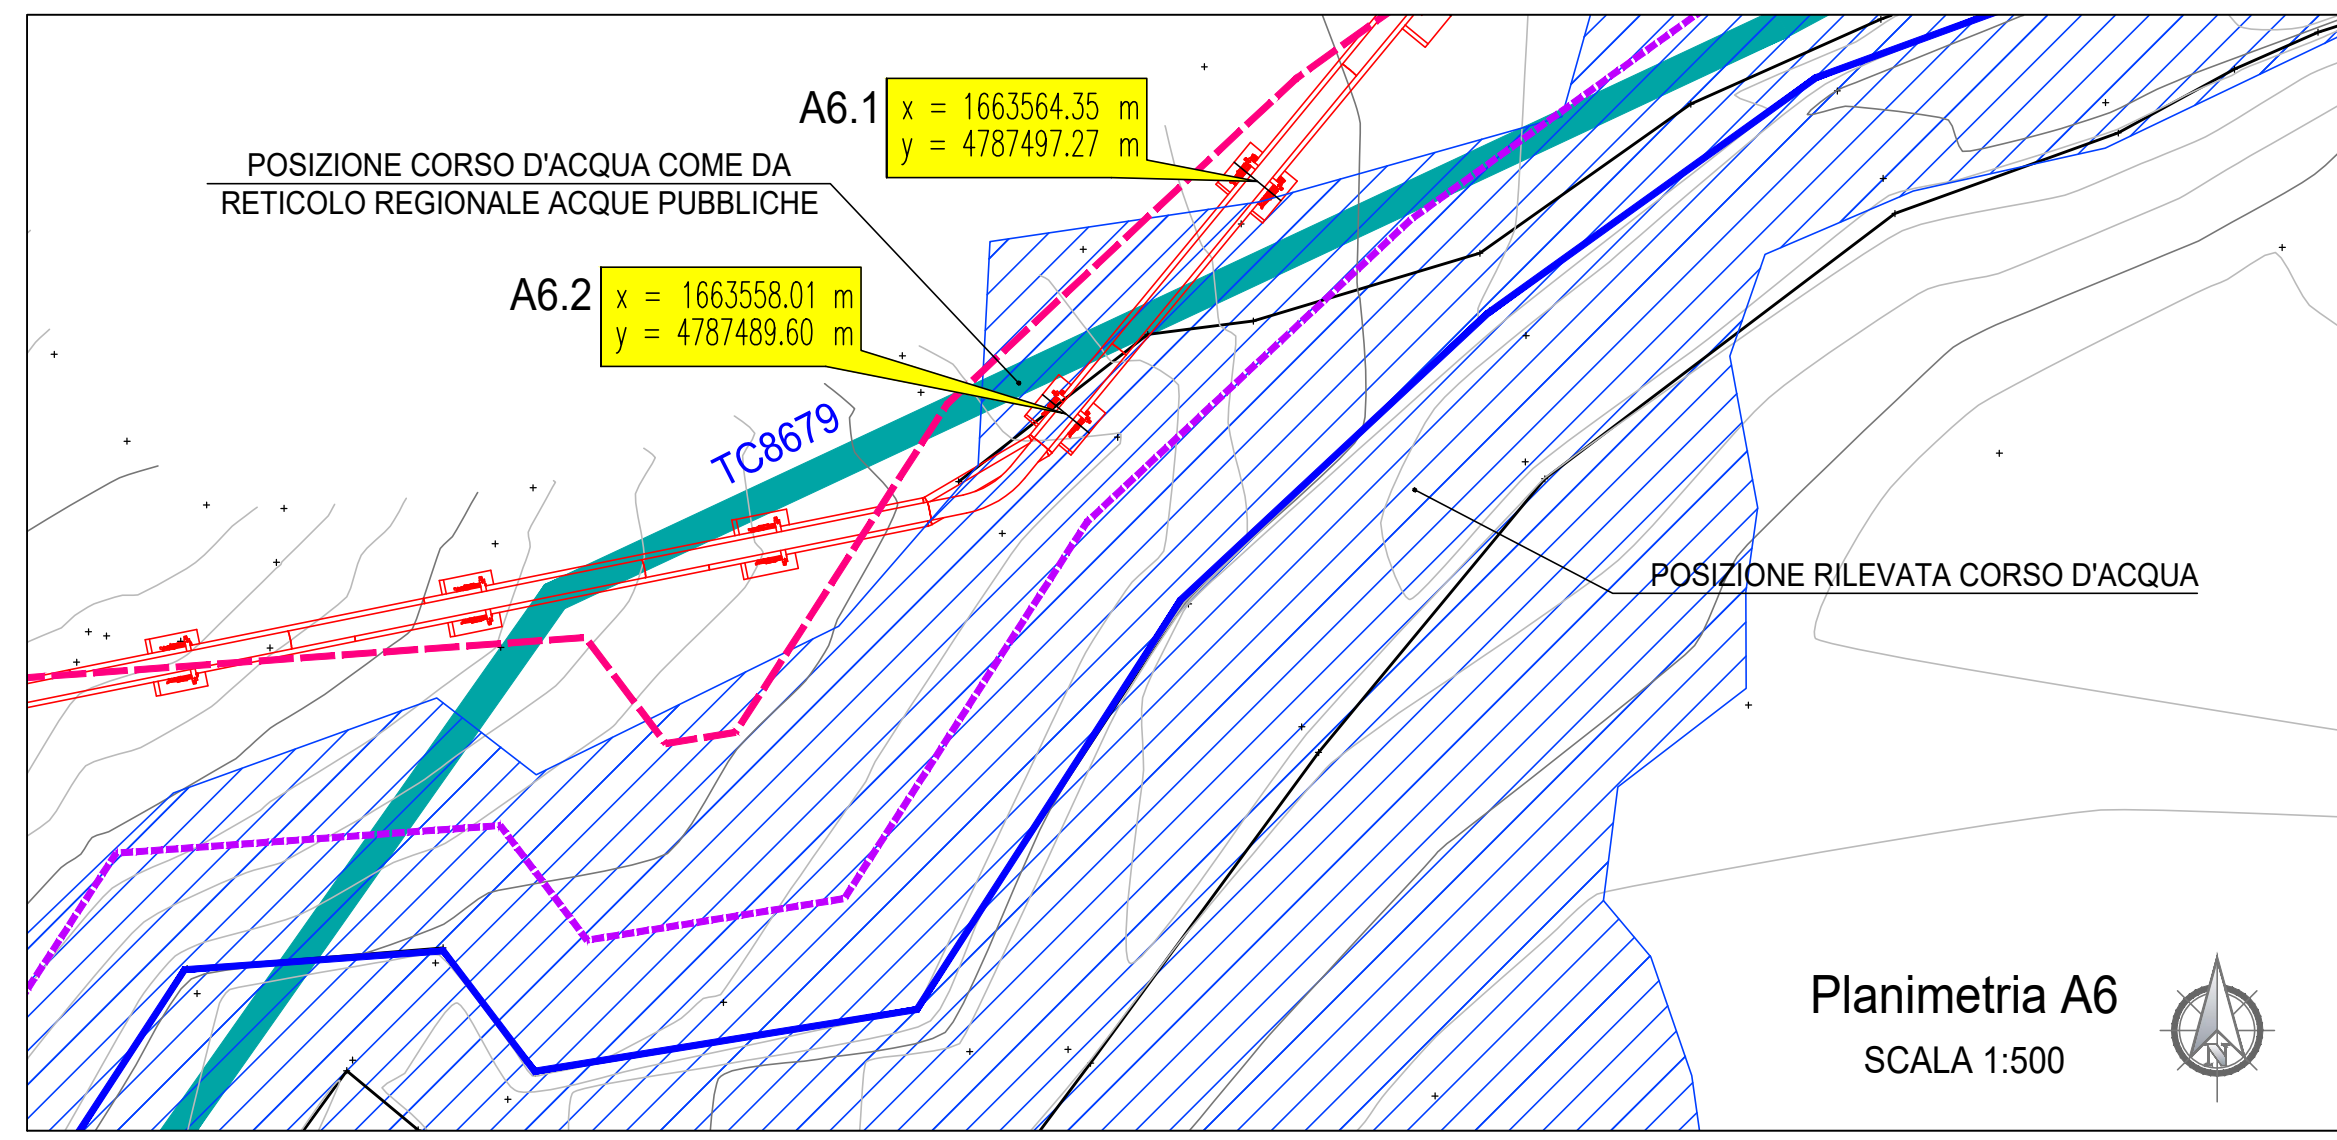 A6.1
x = 1663564.35 m
y = 4787497.27 m
POSIZIONE CORSO D'ACQUA COME DA
RETICOLO REGIONALE ACQUE PUBBLICHE
A6.2
x = 1663558.01 m
y = 4787489.60 m
TC8679
POSIZIONE RILEVATA CORSO D'ACQUA
Planimetria A6
SCALA 1:500
N